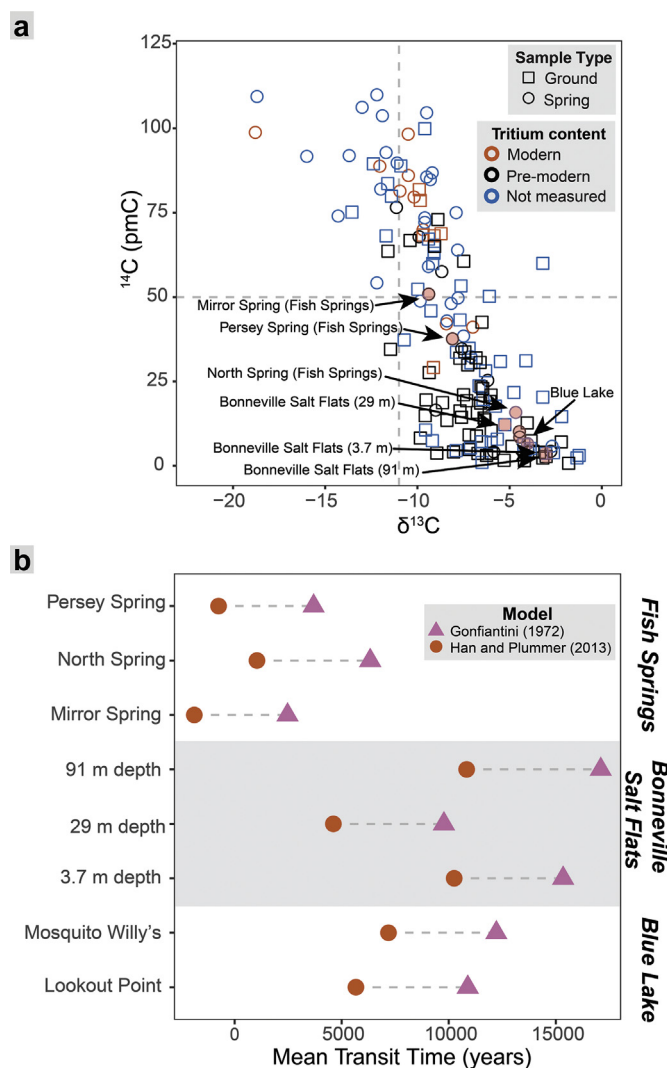 a
125
100
75
50
25
0
¹⁴C (pmC)
−20
−15
−10
−5
0
δ¹³C
Sample Type
Ground
Spring
Tritium content
Modern
Pre-modern
Not measured
Mirror Spring (Fish Springs)
Persey Spring (Fish Springs)
North Spring (Fish Springs)
Bonneville Salt Flats (29 m)
Blue Lake
Bonneville Salt Flats (3.7 m)
Bonneville Salt Flats (91 m)
b
Persey Spring
North Spring
Mirror Spring
91 m depth
29 m depth
3.7 m depth
Mosquito Willy's
Lookout Point
Model
Gonfiantini (1972)
Han and Plummer (2013)
Fish Springs
Bonneville
Salt Flats
Blue Lake
0
5000
10000
15000
Mean Transit Time (years)